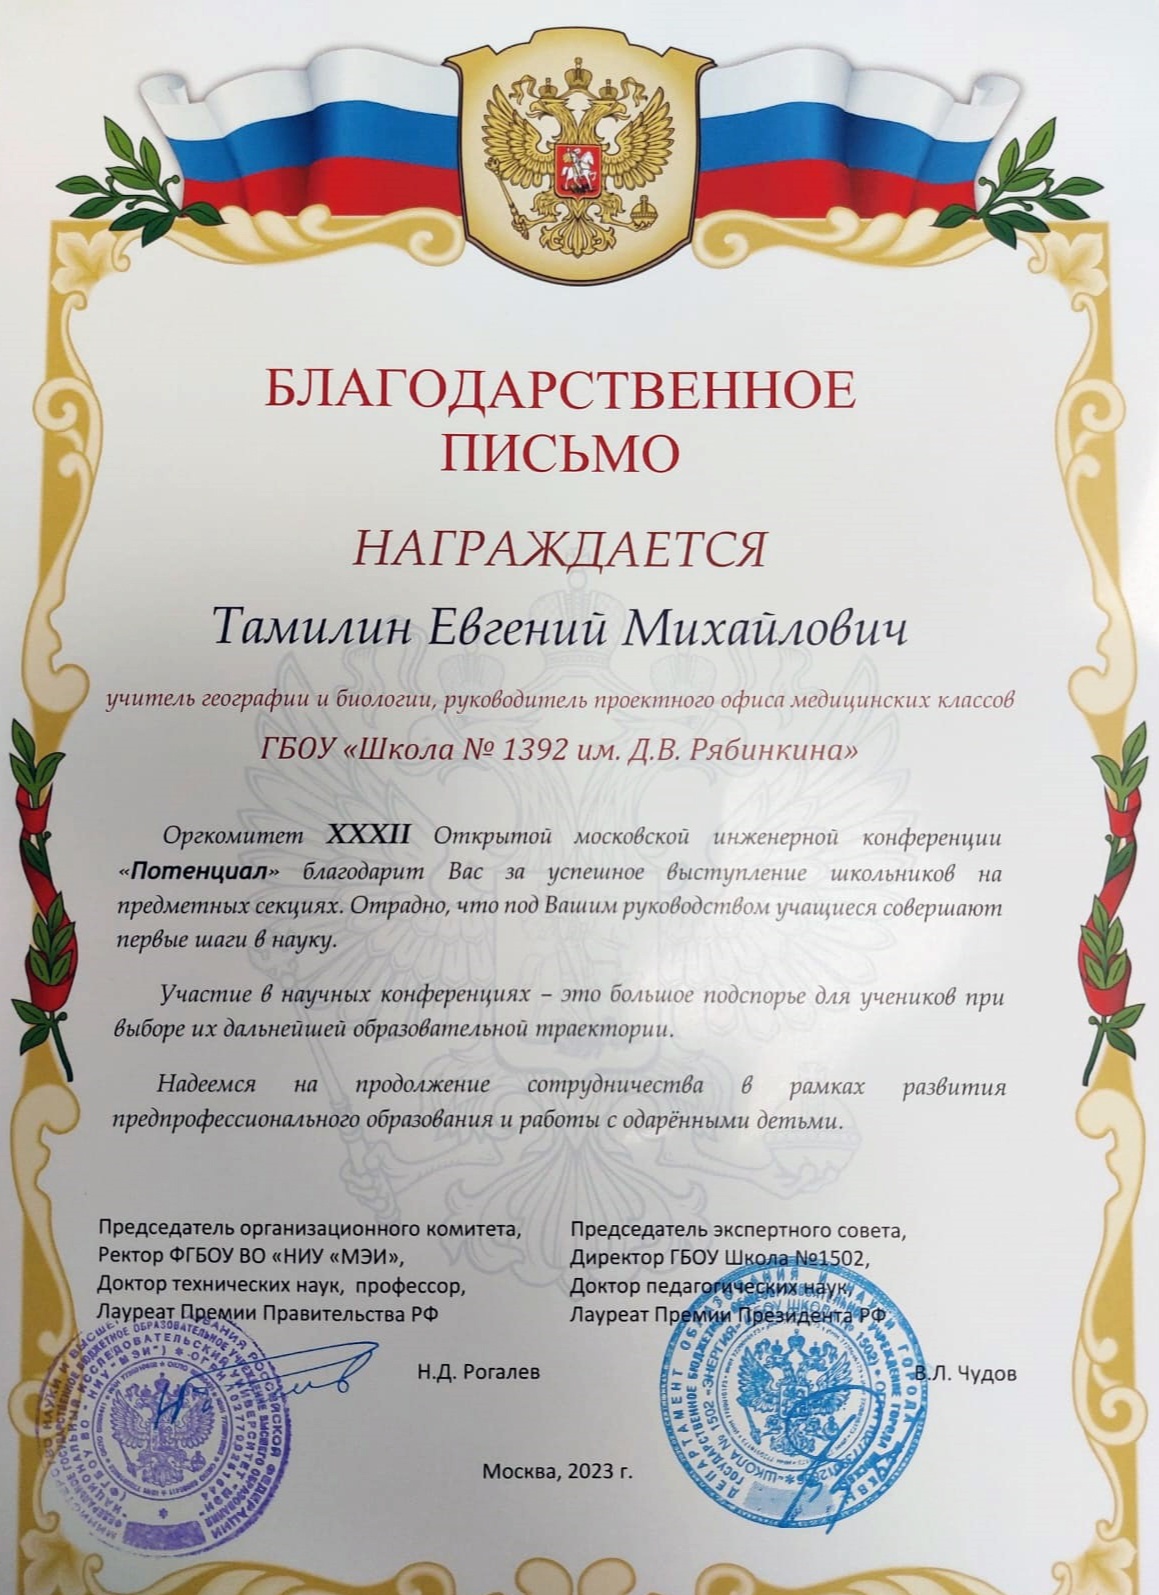 БЛАГОДАРСТВЕННОЕ
ПИСЬМО
НАГРАЖДАЕТСЯ
Тамилин Евгений Михайлович
учитель географии и биологии, руководитель проектного офиса медицинских классов
ГБОУ «Школа № 1392 им. Д.В. Рябинкина»
Оргкомитет XXXII Открытой московской инженерной конференции
«Потенциал» благодарит Вас за успешное выступление школьников на
предметных секциях. Отрадно, что под Вашим руководством учащиеся совершают
первые шаги в науку.
Участие в научных конференциях – это большое подспорье для учеников при
выборе их дальнейшей образовательной траектории.
Надеемся на продолжение сотрудничества в рамках развития
предпрофессионального образования и работы с одарёнными детьми.
Председатель организационного комитета,
Ректор ФГБОУ ВО «НИУ «МЭИ»,
Доктор технических наук, профессор,
Лауреат Премии Правительства РФ
Н.Д. Рогалев
Председатель экспертного совета,
Директор ГБОУ Школа №1502,
Доктор педагогических наук,
Лауреат Премии Президента РФ
В.Л. Чудов
Москва, 2023 г.